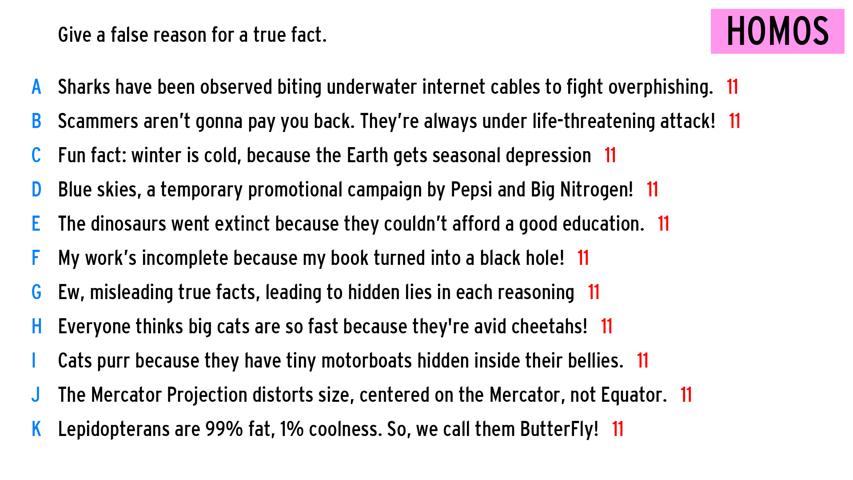 Give a false reason for a true fact.
HOMOS
A Sharks have been observed biting underwater internet cables to fight overphishing. 11
B Scammers aren't gonna pay you back. They're always under life-threatening attack! 11
C Fun fact: winter is cold, because the Earth gets seasonal depression 11
D Blue skies, a temporary promotional campaign by Pepsi and Big Nitrogen! 11
E The dinosaurs went extinct because they couldn't afford a good education. 11
F My work's incomplete because my book turned into a black hole! 11
G Ew, misleading true facts, leading to hidden lies in each reasoning 11
H Everyone thinks big cats are so fast because they're avid cheetahs! 11
I Cats purr because they have tiny motorboats hidden inside their bellies. 11
J The Mercator Projection distorts size, centered on the Mercator, not Equator. 11
K Lepidopterans are 99% fat, 1% coolness. So, we call them ButterFly! 11